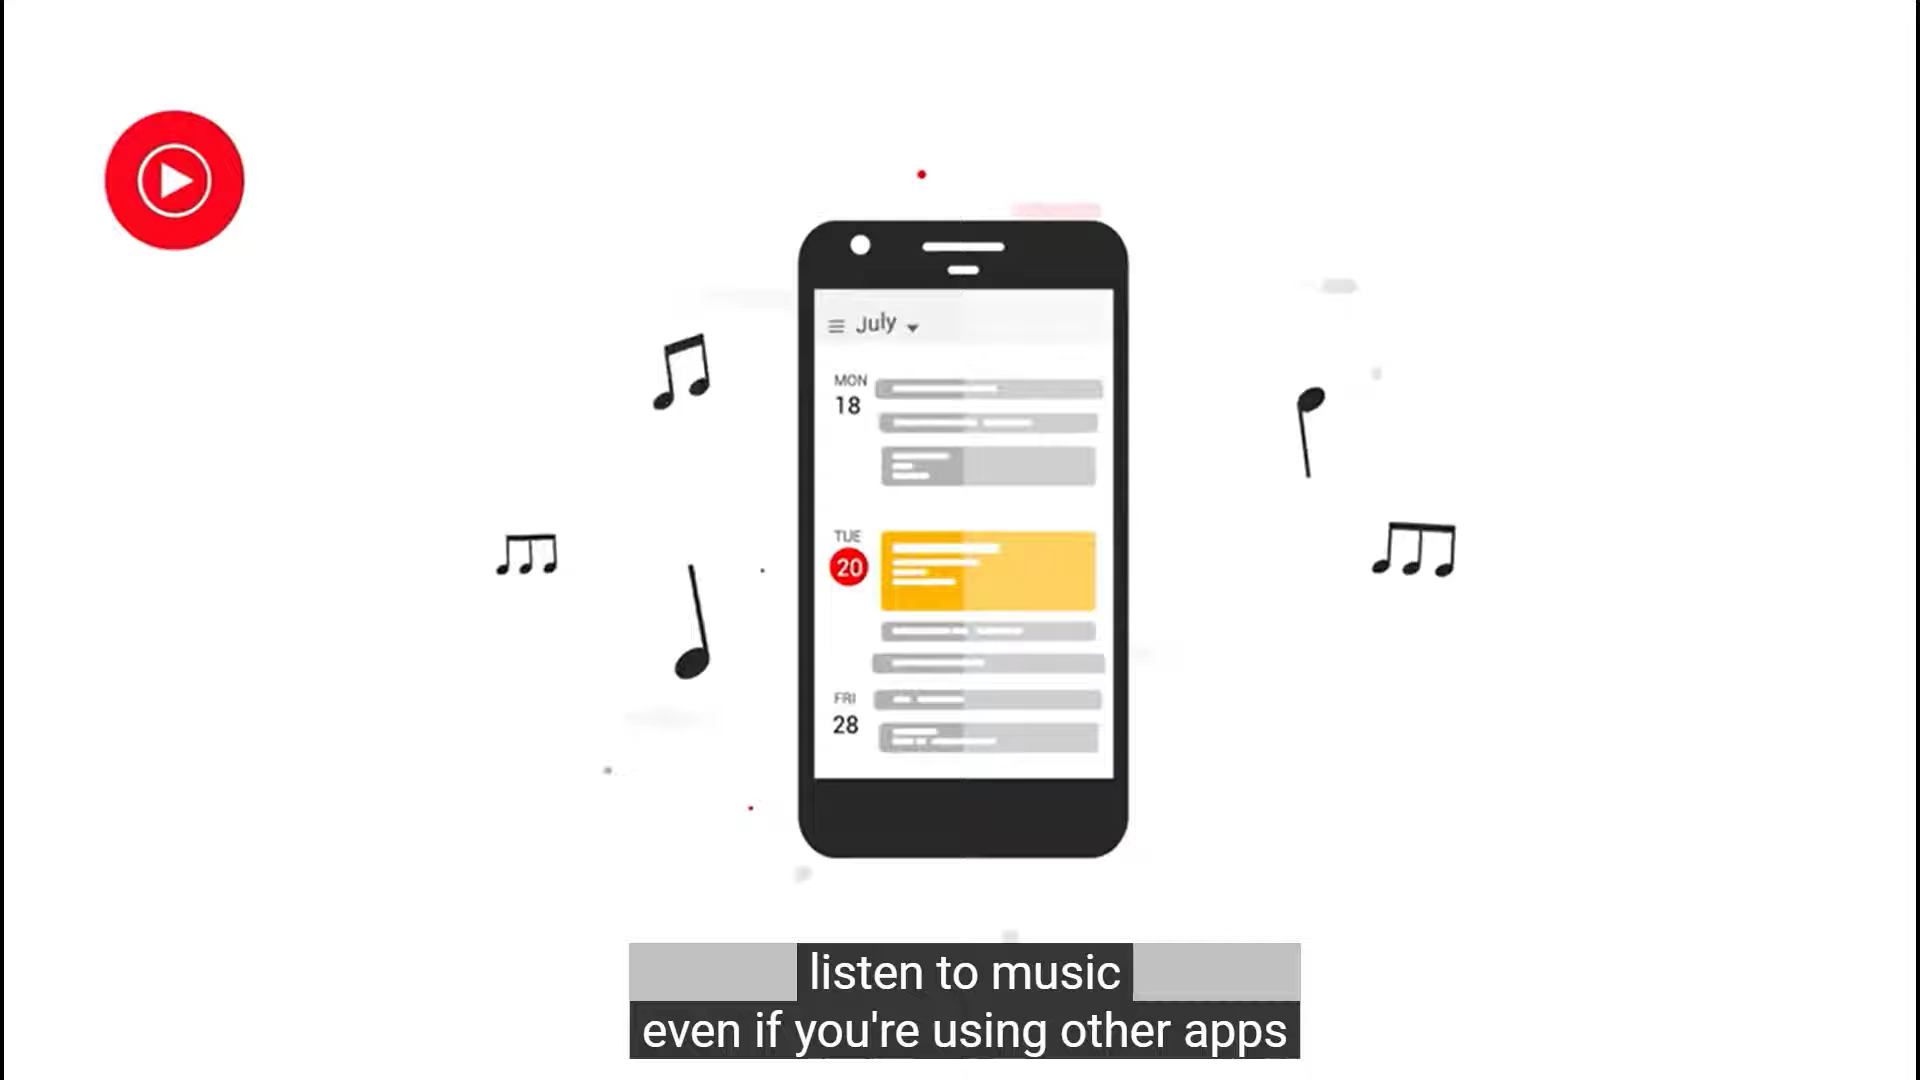 July
MON
18
TUE
20
FRI
28
listen to music
even if you're using other apps